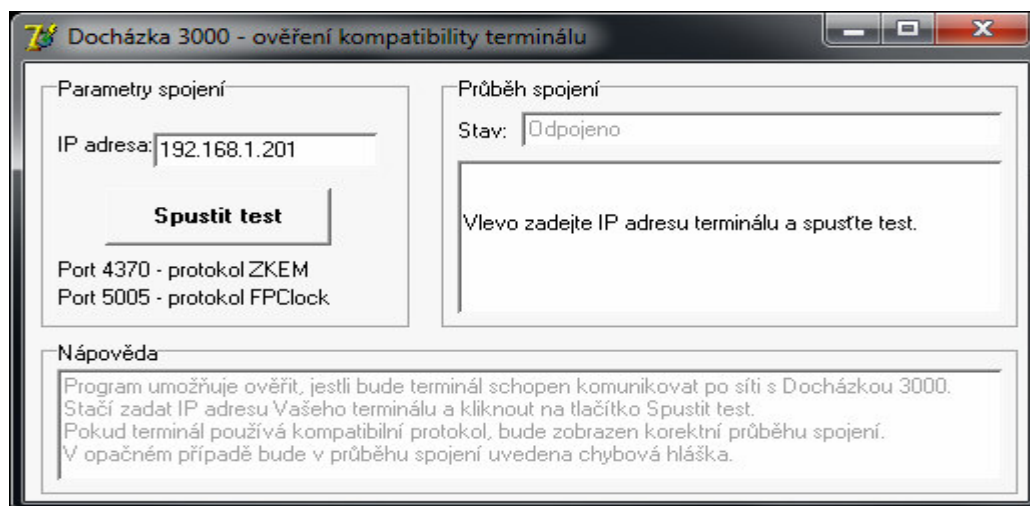 Docházka 3000 - ověření kompatibility terminálu
Parametry spojení
IP adresa: 192.168.1.201
Spustit test
Port 4370 - protokol ZKEM
Port 5005 - protokol FPClock
Průběh spojení
Stav: Odpojeno
Vlevo zadejte IP adresu terminálu a spusťte test.
Nápověda
Program umožňuje ověřit, jestli bude terminál schopen komunikovat po síti s Docházkou 3000.
Stačí zadat IP adresu Vašeho terminálu a kliknout na tlačítko Spustit test.
Pokud terminál používá kompatibilní protokol, bude zobrazen korektní průběhu spojení.
V opačném případě bude v průběhu spojení uvedena chybová hláška.